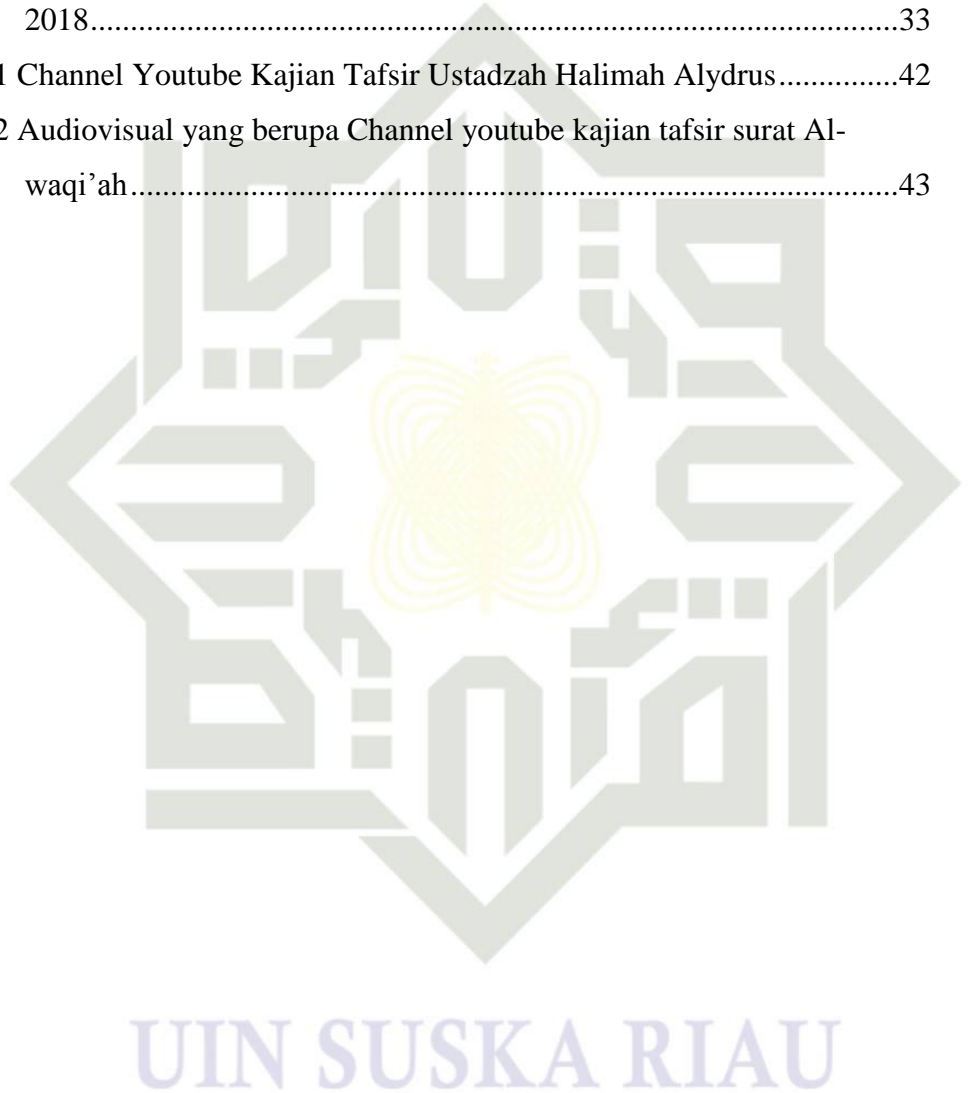 2018.....................................................................................................33
1 Channel Youtube Kajian Tafsir Ustadzah Halimah Alydrus...............42
2 Audiovisual yang berupa Channel youtube kajian tafsir surat Al-
waqi’ah................................................................................................43
UIN SUSKA RIAU